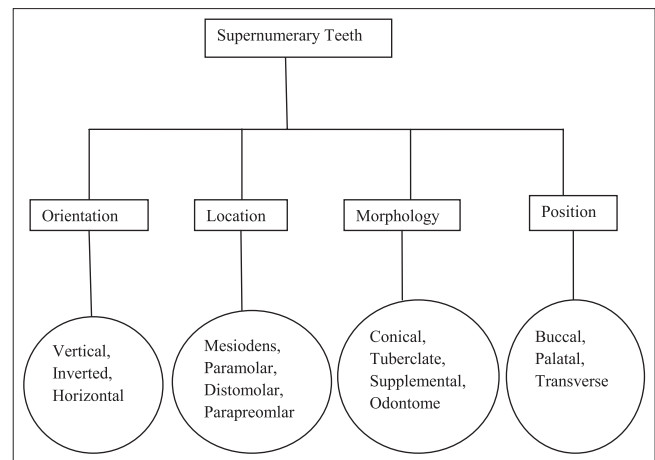 Supernumerary Teeth
Orientation
Location
Morphology
Position
Vertical,
Inverted,
Horizontal
Mesiodens,
Paramolar,
Distomolar,
Parapreomlar
Conical,
Tuberclate,
Supplemental,
Odontome
Buccal,
Palatal,
Transverse